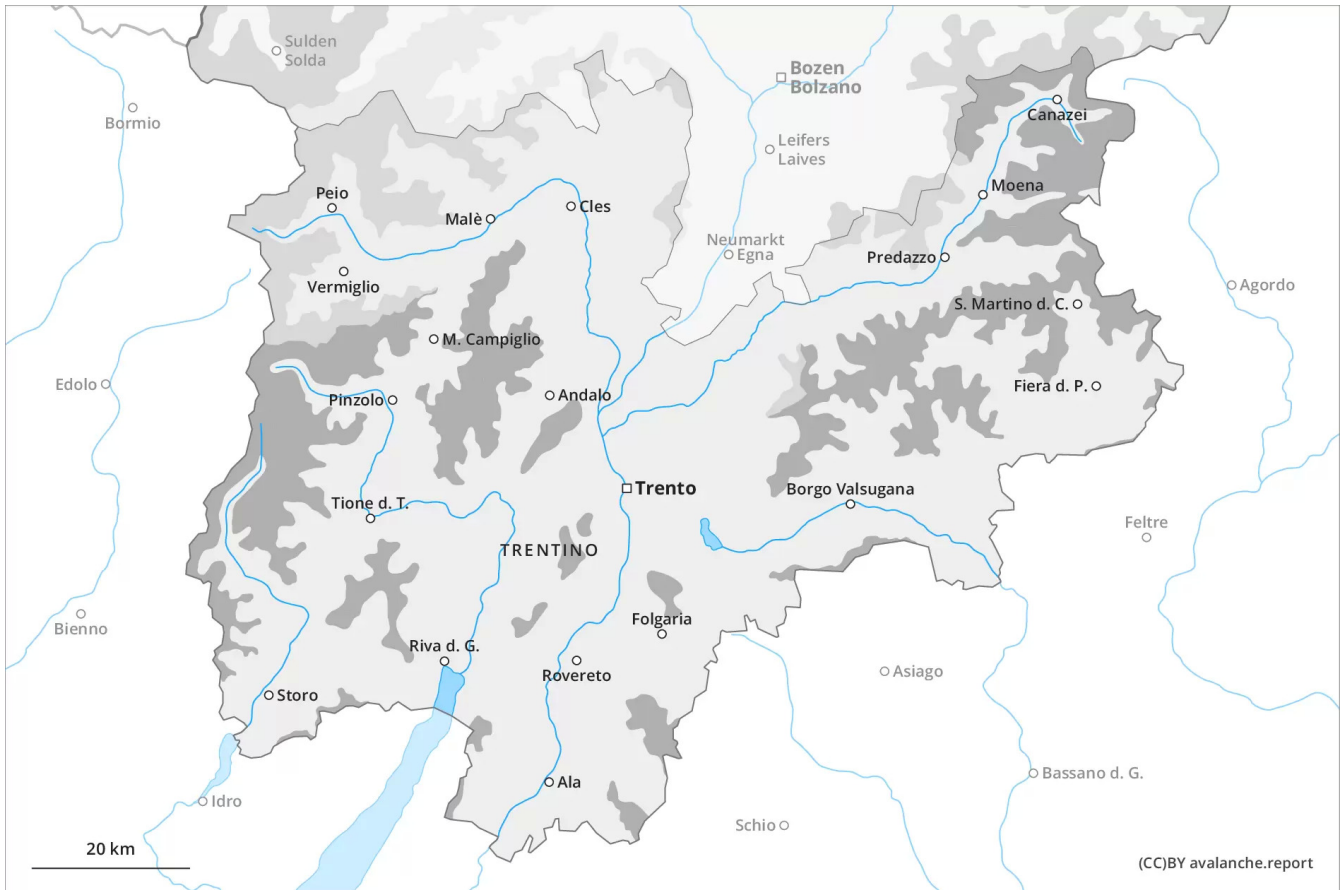 Sulden
Solda
Bozen
Bolzano
Bormio
Canazei
Leifers
Laives
Peio
Moena
Malè
Cles
Neumarkt
Egna
Predazzo
Vermiglio
Agordo
S. Martino d. C.
M. Campiglio
Edolo
Fiera d. P.
Andalo
Pinzolo
Trento
Borgo Valsugana
Tione d. T.
Feltre
TRENTINO
Folgaria
Bienno
Riva d. G.
Asiago
Rovereto
Storo
Bassano d. G.
Ala
Idro
Schio
20 km
(CC)BY avalanche.report